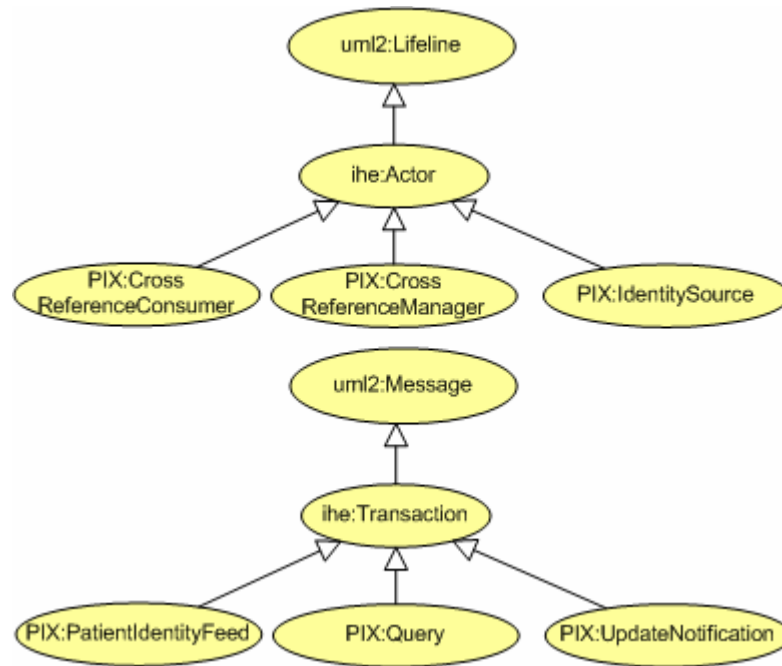 uml2:Lifeline
ihe:Actor
PIX:Cross
ReferenceConsumer
PIX:Cross
ReferenceManager
PIX:IdentitySource
uml2:Message
ihe:Transaction
PIX:PatientIdentityFeed
PIX:Query
PIX:UpdateNotification